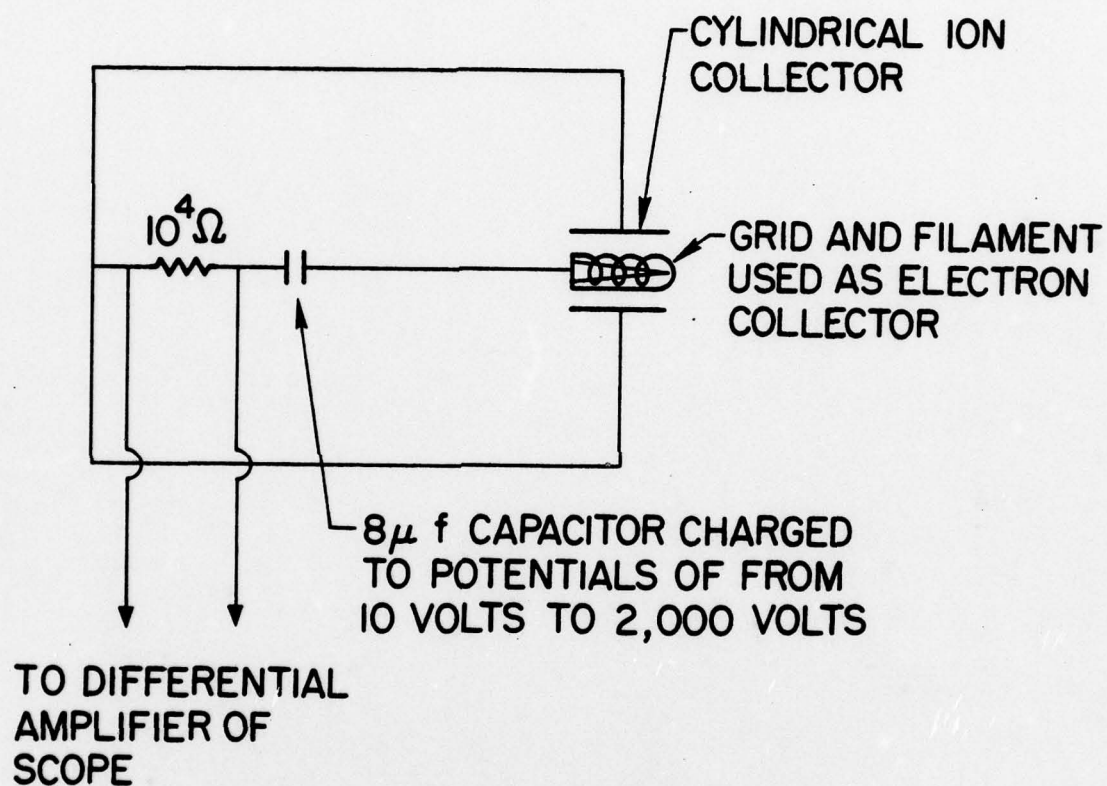 CYLINDRICAL ION
COLLECTOR
10⁴Ω
GRID AND FILAMENT
USED AS ELECTRON
COLLECTOR
8μ f CAPACITOR CHARGED
TO POTENTIALS OF FROM
10 VOLTS TO 2,000 VOLTS
TO DIFFERENTIAL
AMPLIFIER OF
SCOPE